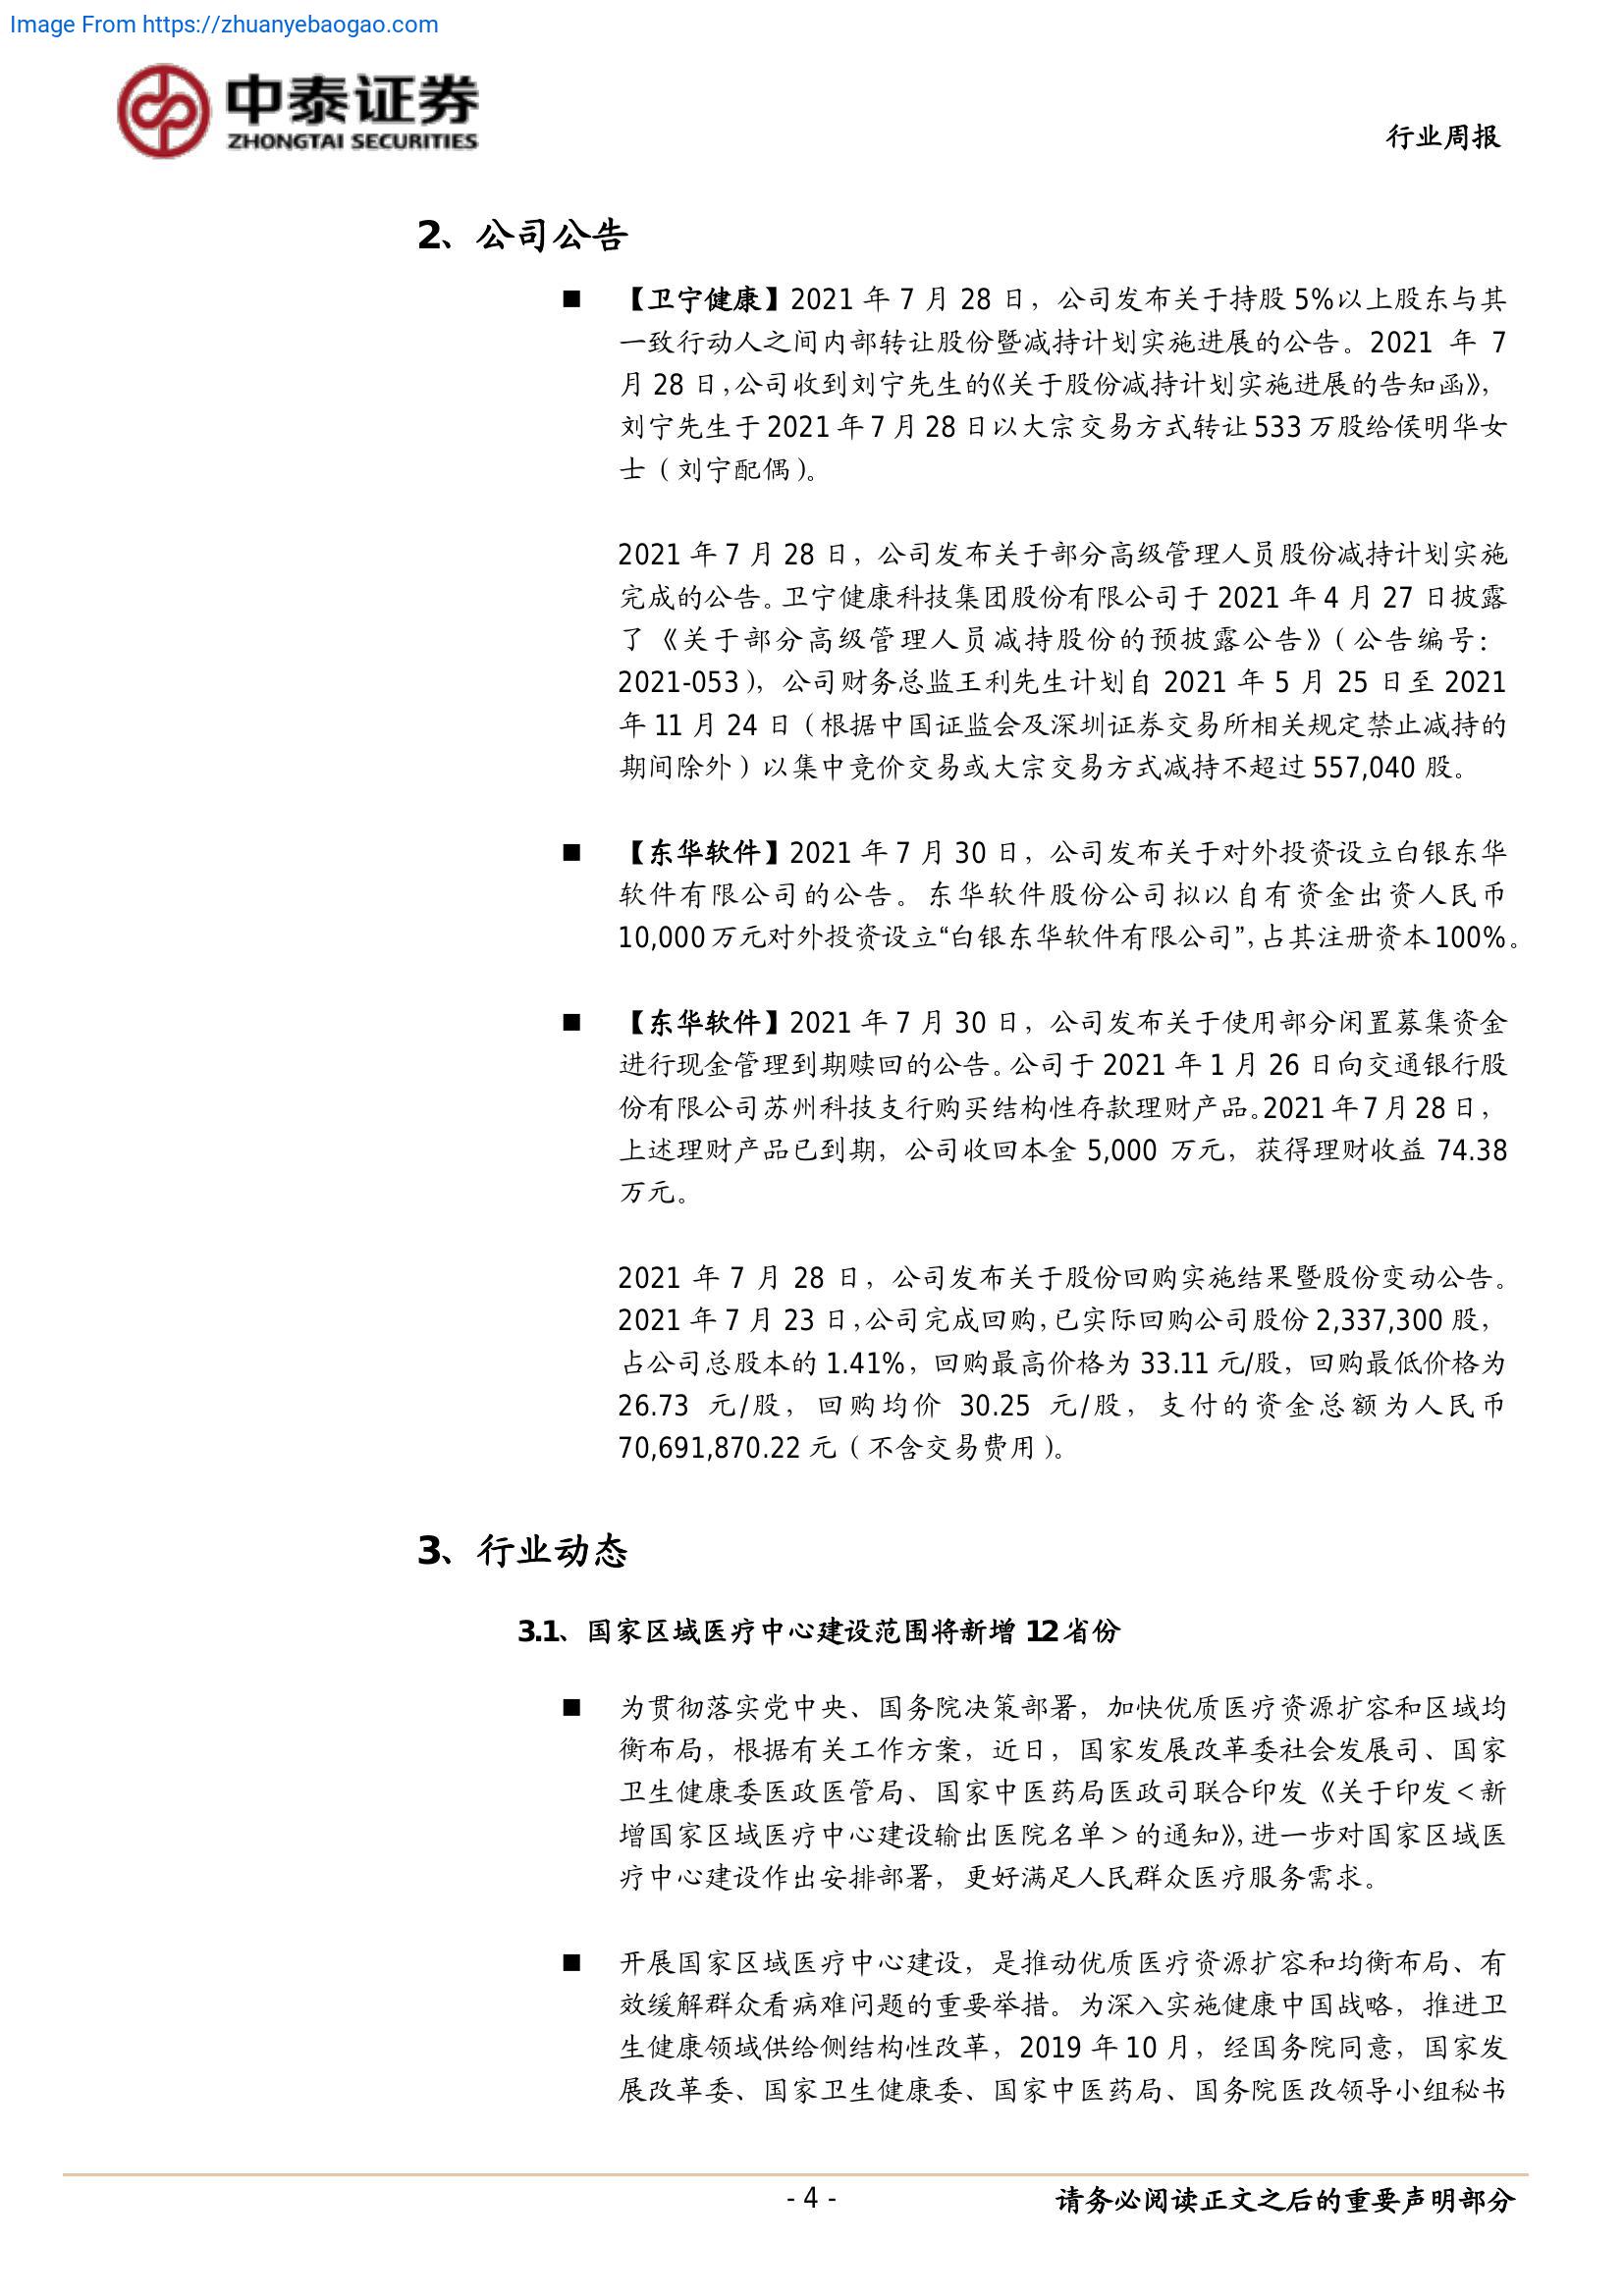 Image From https://zhuanyebaogao.com
中泰证券
ZHONGTAI SECURITIES
行业周报
2、公司公告
■ 【卫宁健康】2021 年 7 月 28 日，公司发布关于持股 5%以上股东与其
一致行动人之间内部转让股份暨减持计划实施进展的公告。2021 年 7
月 28 日，公司收到刘宁先生的《关于股份减持计划实施进展的告知函》，
刘宁先生于 2021 年 7 月 28 日以大宗交易方式转让 533 万股给侯明华女
士（刘宁配偶）。
2021 年 7 月 28 日，公司发布关于部分高级管理人员股份减持计划实施
完成的公告。卫宁健康科技集团股份有限公司于 2021 年 4 月 27 日披露
了《关于部分高级管理人员减持股份的预披露公告》（公告编号：
2021-053），公司财务总监王利先生计划自 2021 年 5 月 25 日至 2021
年 11 月 24 日（根据中国证监会及深圳证券交易所相关规定禁止减持的
期间除外）以集中竞价交易或大宗交易方式减持不超过 557,040 股。
■ 【东华软件】2021 年 7 月 30 日，公司发布关于对外投资设立白银东华
软件有限公司的公告。东华软件股份公司拟以自有资金出资人民币
10,000 万元对外投资设立“白银东华软件有限公司”，占其注册资本 100%。
■ 【东华软件】2021 年 7 月 30 日，公司发布关于使用部分闲置募集资金
进行现金管理到期赎回的公告。公司于 2021 年 1 月 26 日向交通银行股
份有限公司苏州科技支行购买结构性存款理财产品。2021 年 7 月 28 日，
上述理财产品已到期，公司收回本金 5,000 万元，获得理财收益 74.38
万元。
2021 年 7 月 28 日，公司发布关于股份回购实施结果暨股份变动公告。
2021 年 7 月 23 日，公司完成回购，已实际回购公司股份 2,337,300 股，
占公司总股本的 1.41%，回购最高价格为 33.11 元/股，回购最低价格为
26.73 元/股，回购均价 30.25 元/股，支付的资金总额为人民币
70,691,870.22 元（不含交易费用）。
3、行业动态
3.1、国家区域医疗中心建设范围将新增 12 省份
■ 为贯彻落实党中央、国务院决策部署，加快优质医疗资源扩容和区域均
衡布局，根据有关工作方案，近日，国家发展改革委社会发展司、国家
卫生健康委医政医管局、国家中医药局医政司联合印发《关于印发＜新
增国家区域医疗中心建设输出医院名单＞的通知》，进一步对国家区域医
疗中心建设作出安排部署，更好满足人民群众医疗服务需求。
■ 开展国家区域医疗中心建设，是推动优质医疗资源扩容和均衡布局、有
效缓解群众看病难问题的重要举措。为深入实施健康中国战略，推进卫
生健康领域供给侧结构性改革，2019 年 10 月，经国务院同意，国家发
展改革委、国家卫生健康委、国家中医药局、国务院医改领导小组秘书
- 4 -
请务必阅读正文之后的重要声明部分